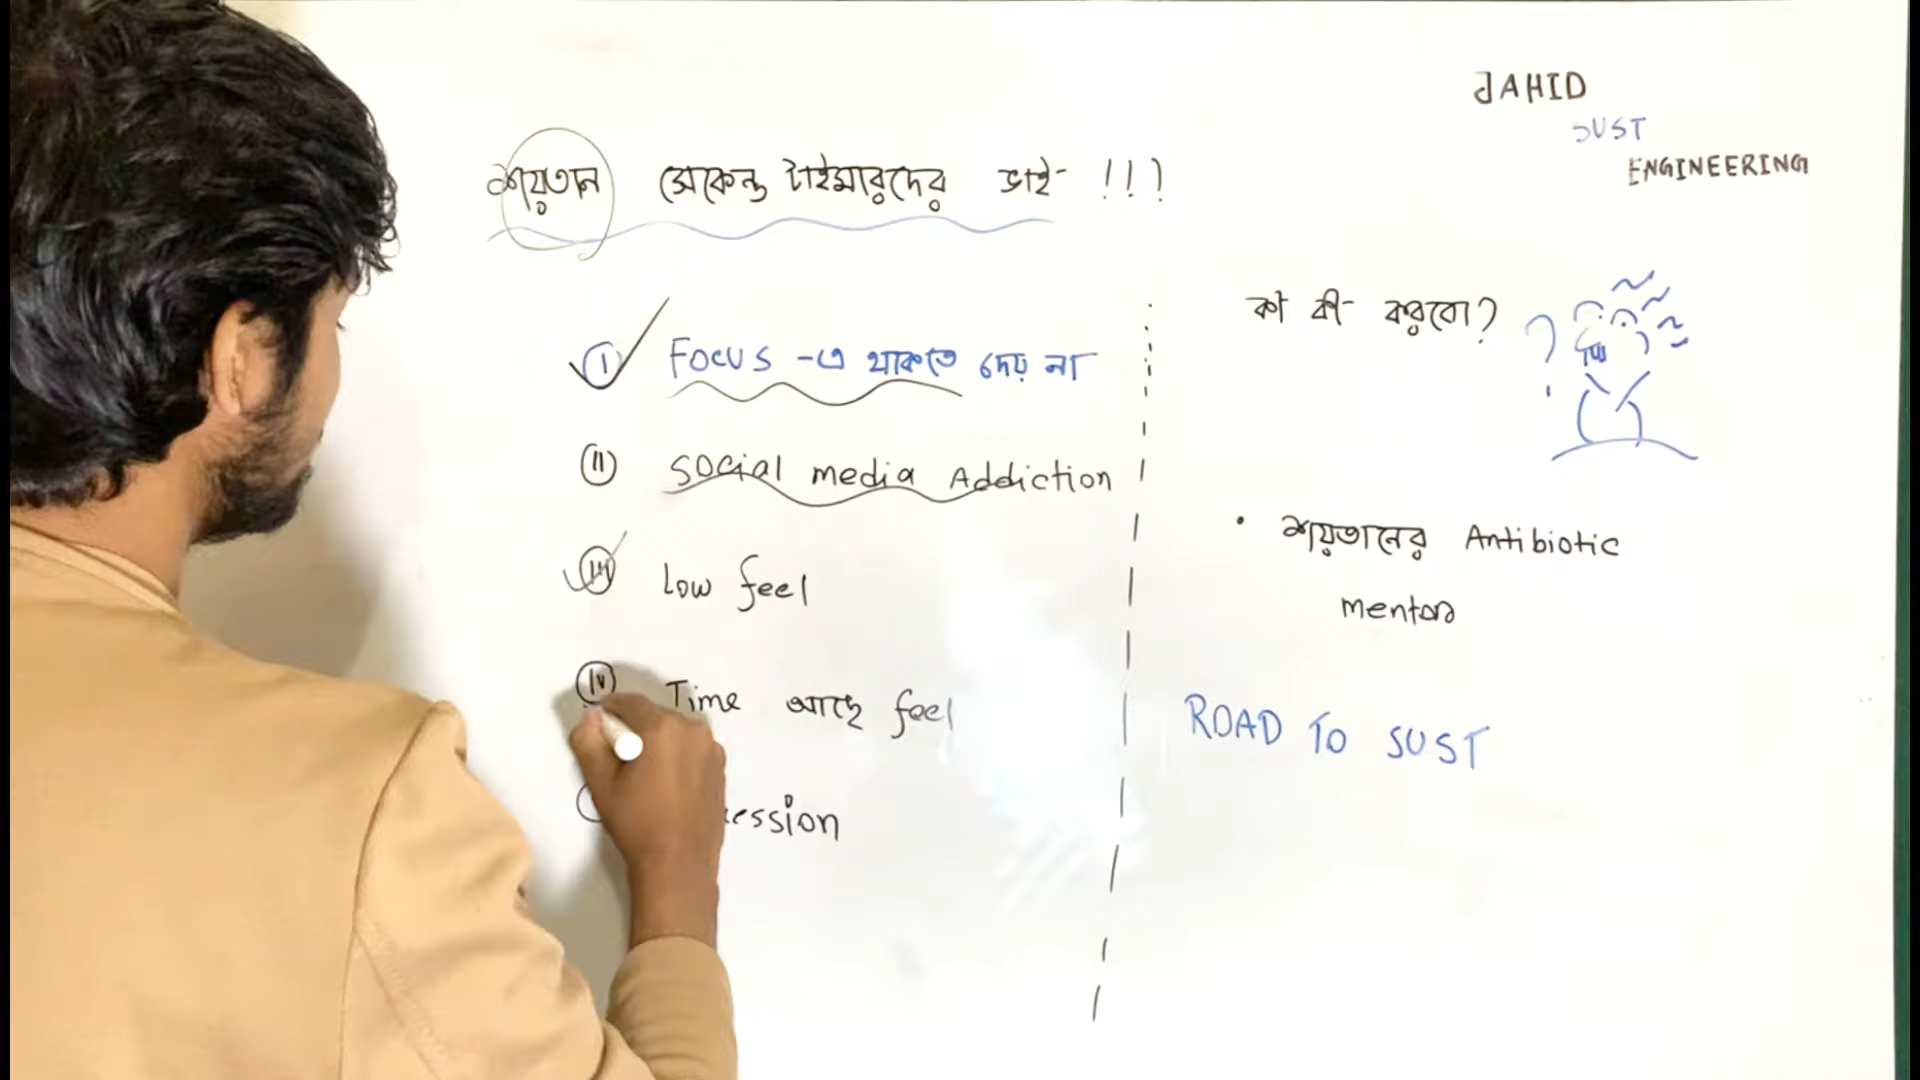 JAHID
SUST
ENGINEERING
শয়তান সেকেন্ড টাইমারদের ভাই- !!!
I Focus -এ থাকতে দেয় না
II Social media Addiction
III Low feel
IV Time আছে feel
ession
কী করবো?
• শয়তানের Antibiotic
mentor
ROAD TO SUST